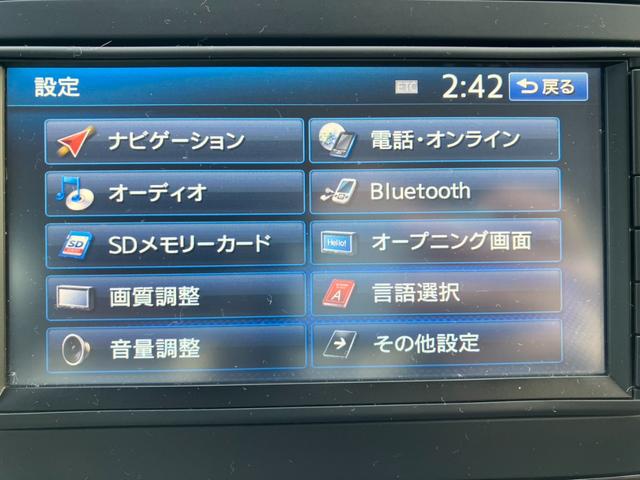 設定
ETC 2:42 戻る
ナビゲーション
電話・オンライン
オーディオ
Bluetooth
SD SDメモリーカード
Hello! オープニング画面
画質調整
A 言語選択
音量調整
その他設定